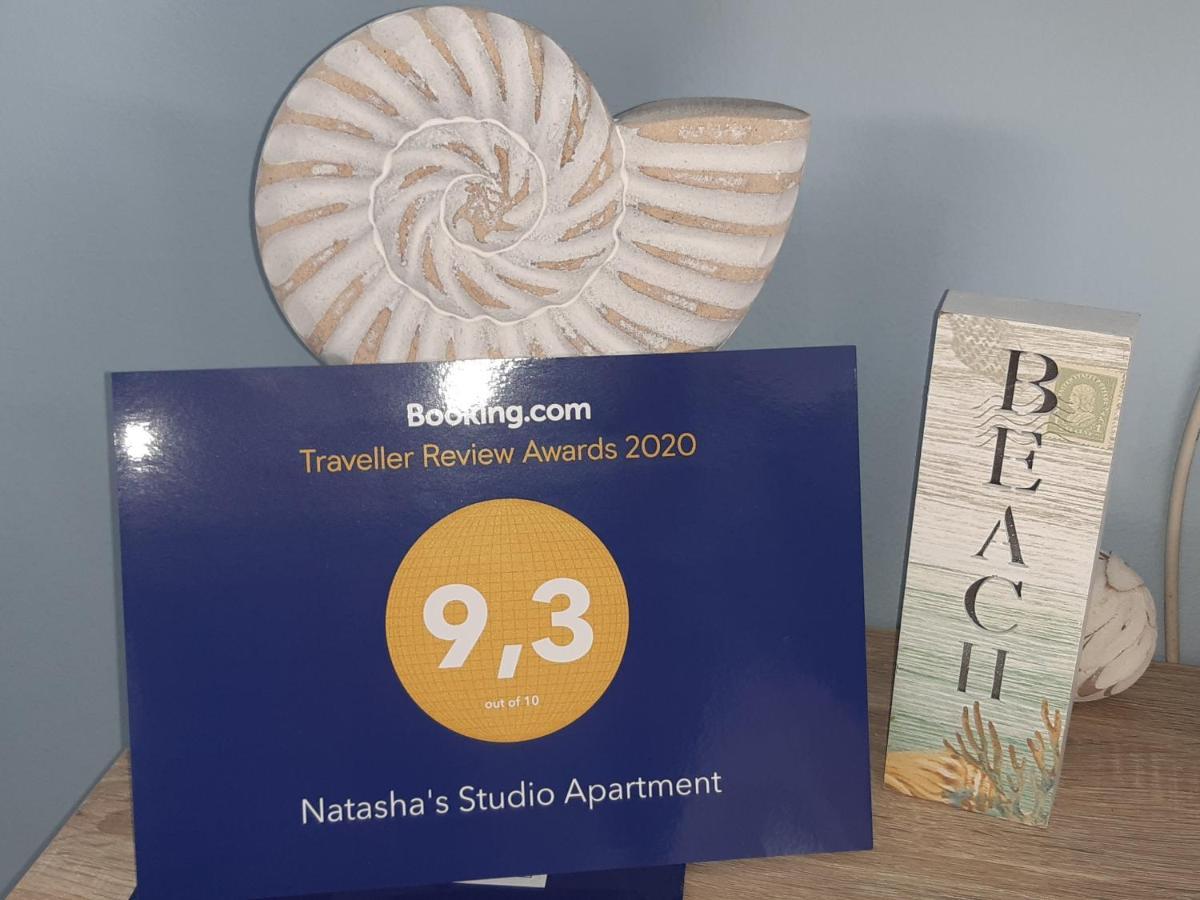 Booking.com
Traveller Review Awards 2020
9,3
out of 10
Natasha's Studio Apartment
BEACH